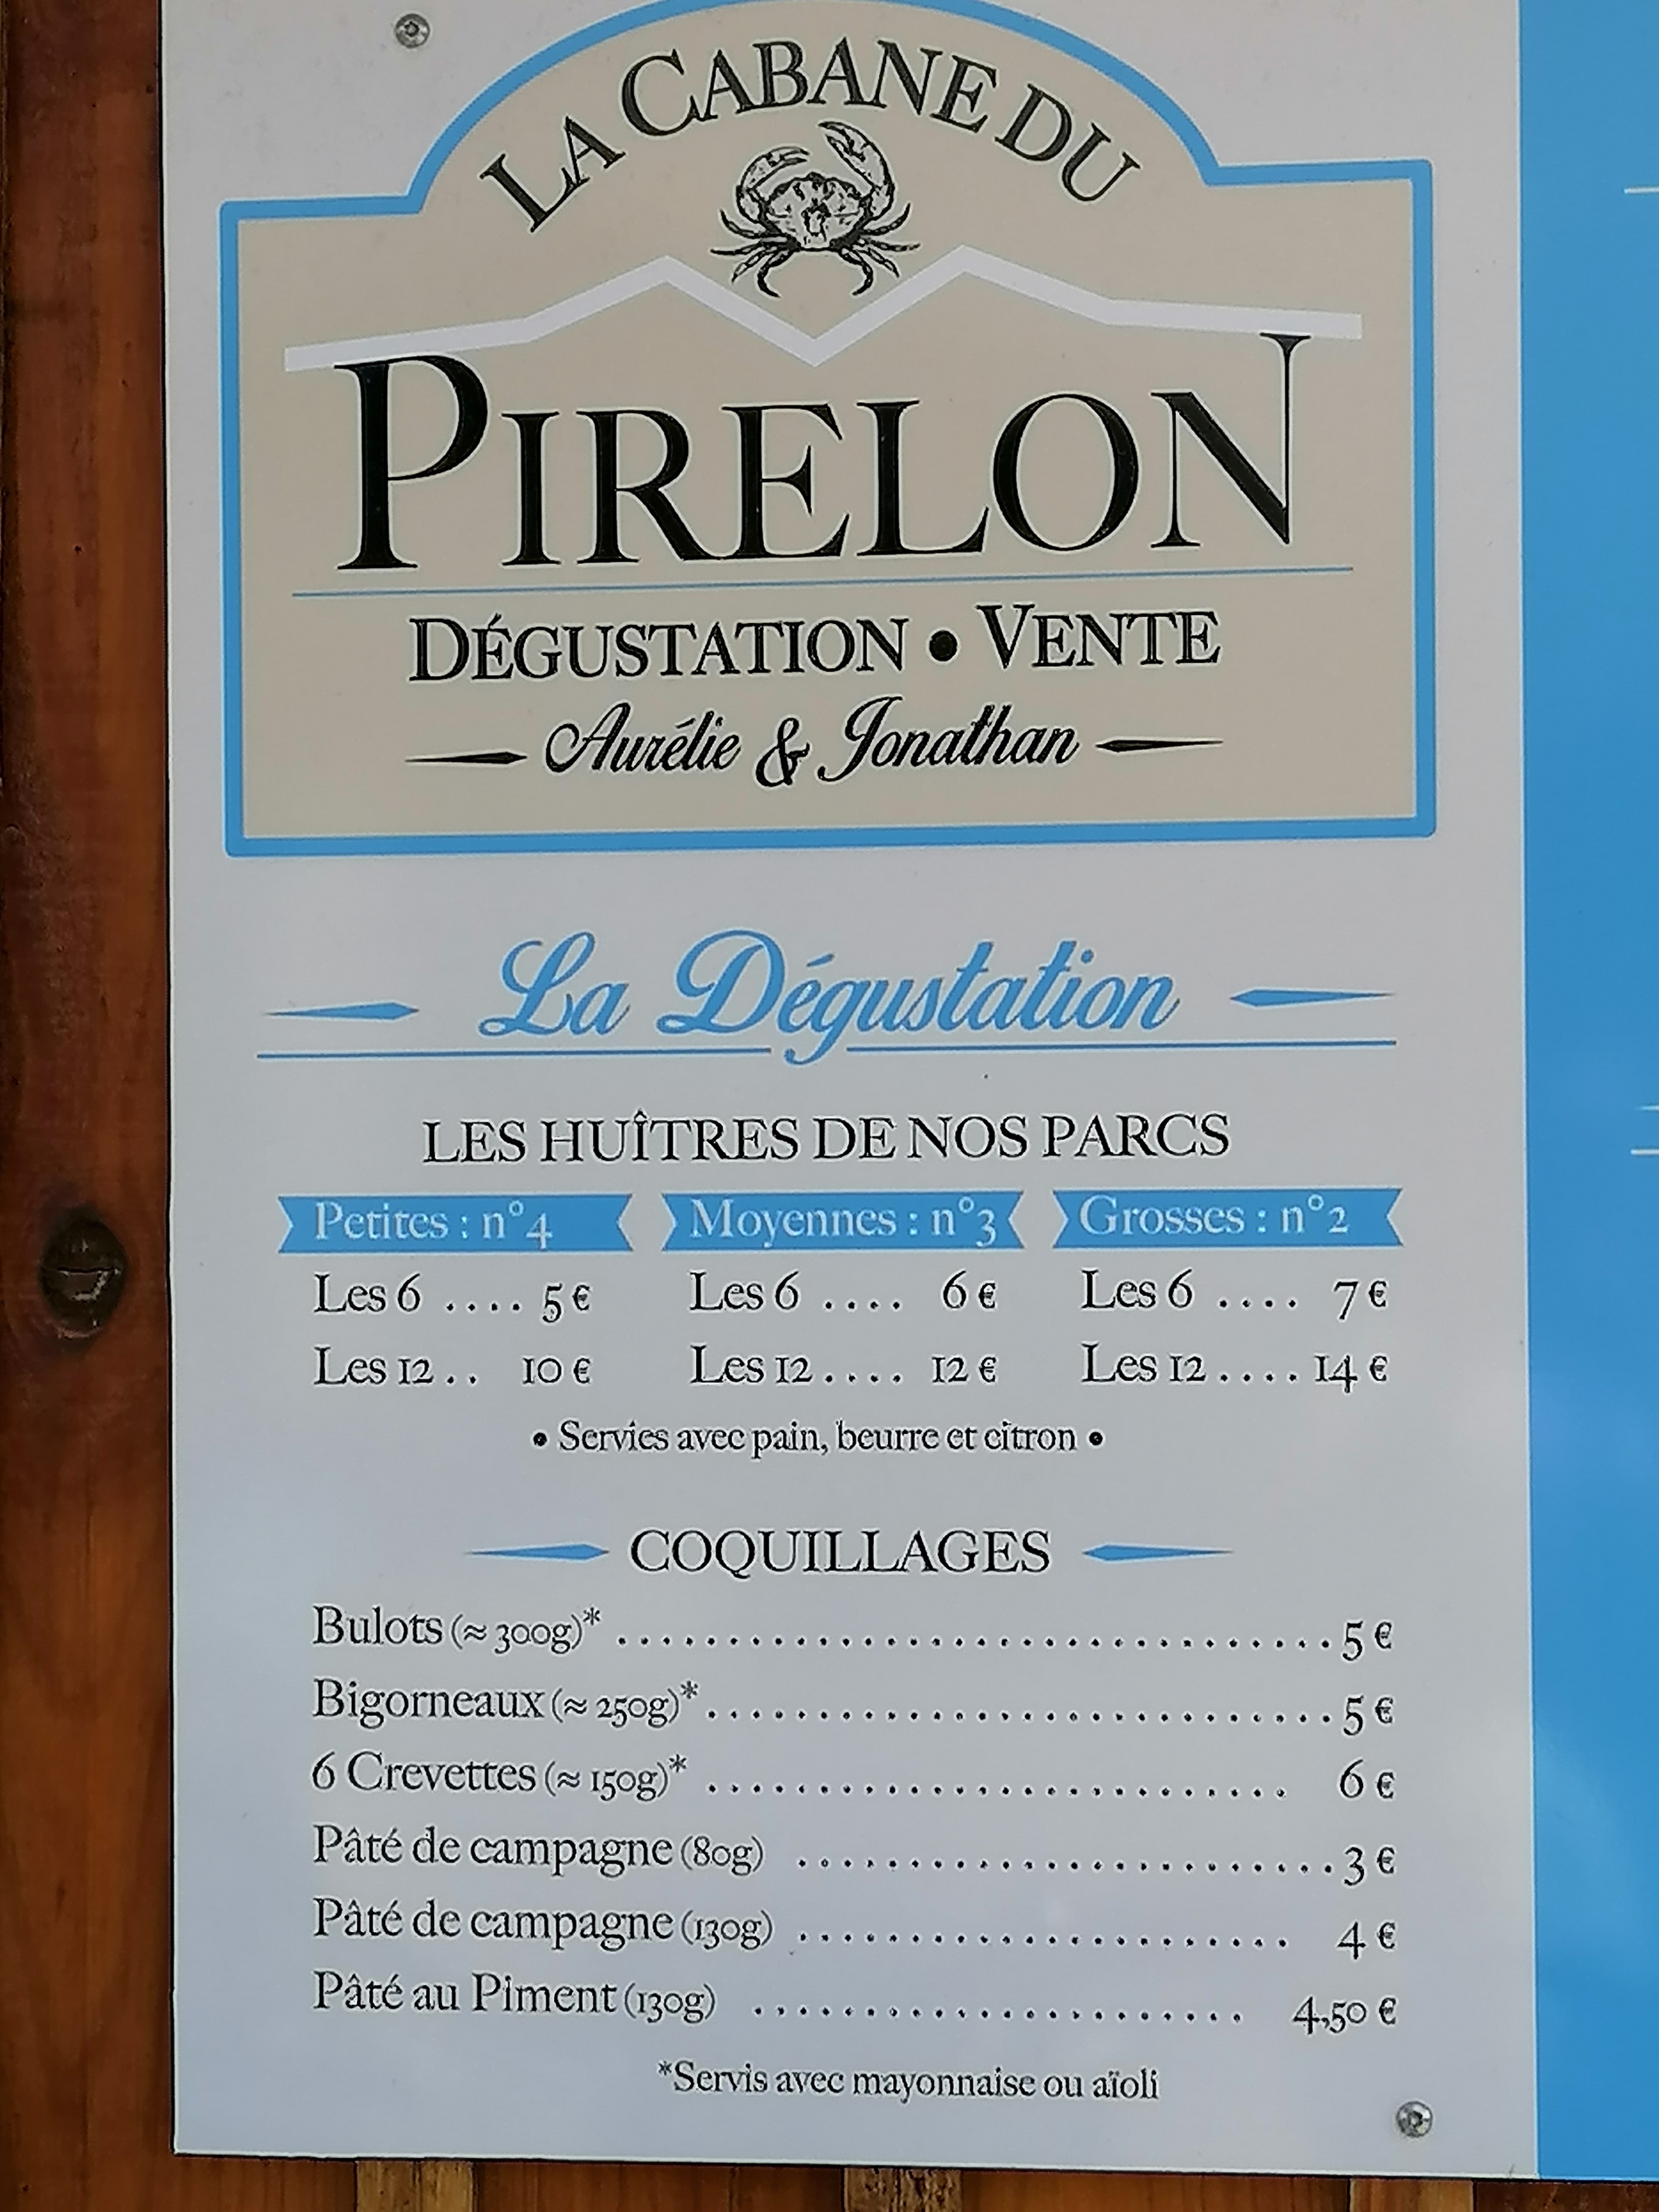 LA CABANE DU
PIRELON
DÉGUSTATION • VENTE
Aurélie & Jonathan
La Dégustation
LES HUÎTRES DE NOS PARCS
Petites : n°4 Moyennes : n°3 Grosses : n°2
Les 6 .... 5 € Les 6 .... 6 € Les 6 .... 7 €
Les 12 .. 10 € Les 12 .... 12 € Les 12 .... 14 €
• Servies avec pain, beurre et citron •
COQUILLAGES
Bulots (≈ 300g)* ................................ 5 €
Bigorneaux (≈ 250g)* ............................ 5 €
6 Crevettes (≈ 150g)* .......................... 6 €
Pâté de campagne (80g) ........................ 3 €
Pâté de campagne (130g) ...................... 4 €
Pâté au Piment (130g) ...................... 4,50 €
*Servis avec mayonnaise ou aïoli